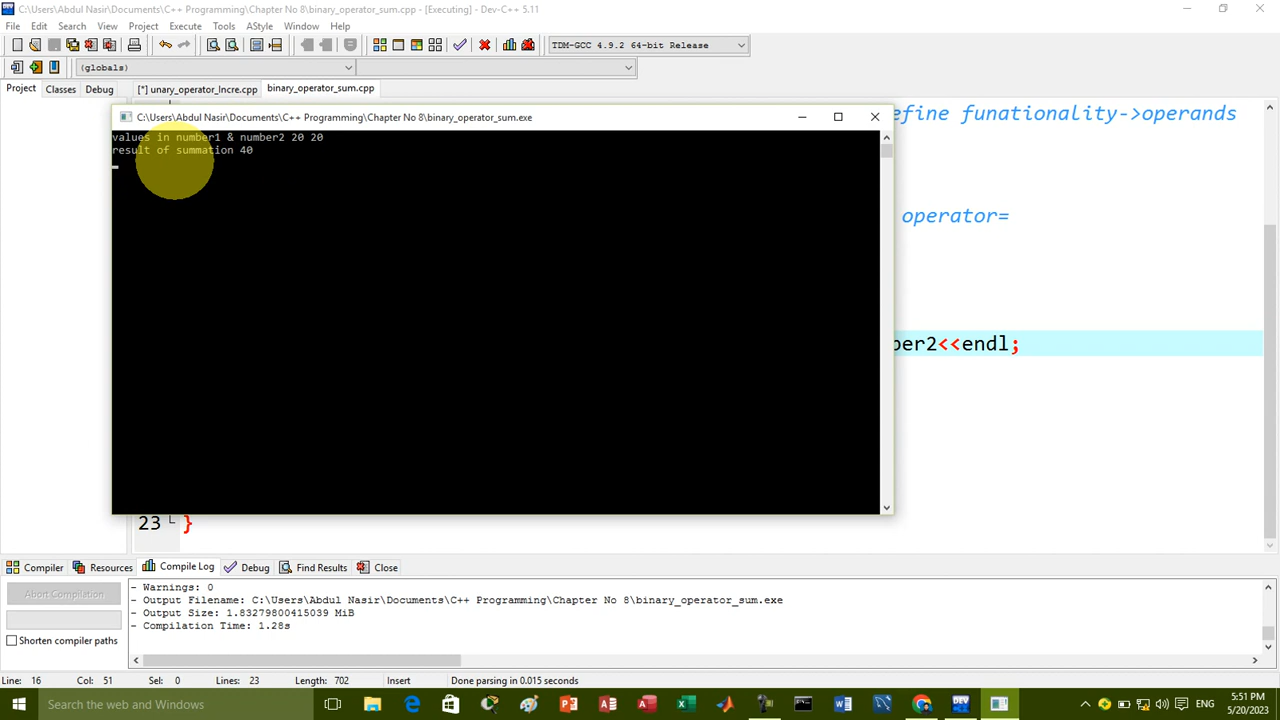 C:\Users\Abdul Nasir\Documents\C++ Programming\Chapter No 8\binary_operator_sum.cpp - [Executing] - Dev-C++ 5.11
File Edit Search View Project Execute Tools AStyle Window Help
TDM-GCC 4.9.2 64-bit Release
(globals)
Project Classes Debug [*] unary_operator_Incre.cpp binary_operator_sum.cpp
efine funationality->operands
C:\Users\Abdul Nasir\Documents\C++ Programming\Chapter No 8\binary_operator_sum.exe
values in number1 & number2 20 20
result of summation 40
operator=
ber2<<endl;
23 }
Compiler Resources Compile Log Debug Find Results Close
Abort Compilation
Shorten compiler paths
- Warnings: 0
- Output Filename: C:\Users\Abdul Nasir\Documents\C++ Programming\Chapter No 8\binary_operator_sum.exe
- Output Size: 1.83279800415039 MiB
- Compilation Time: 1.28s
Line: 16 Col: 51 Sel: 0 Lines: 23 Length: 702 Insert Done parsing in 0.015 seconds
Search the web and Windows
ENG
5:51 PM
5/20/2023